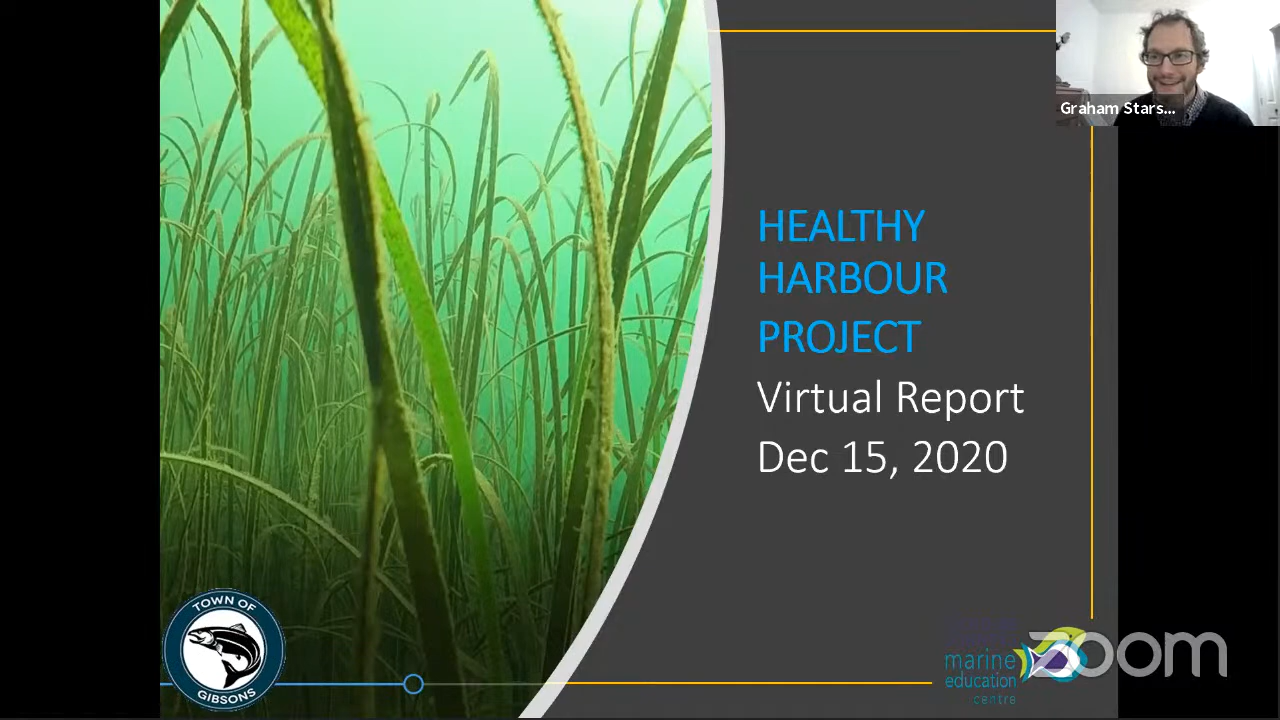 Graham Stars...
HEALTHY
HARBOUR
PROJECT
Virtual Report
Dec 15, 2020
TOWN OF
GIBSONS
marine
education
centre
zoom